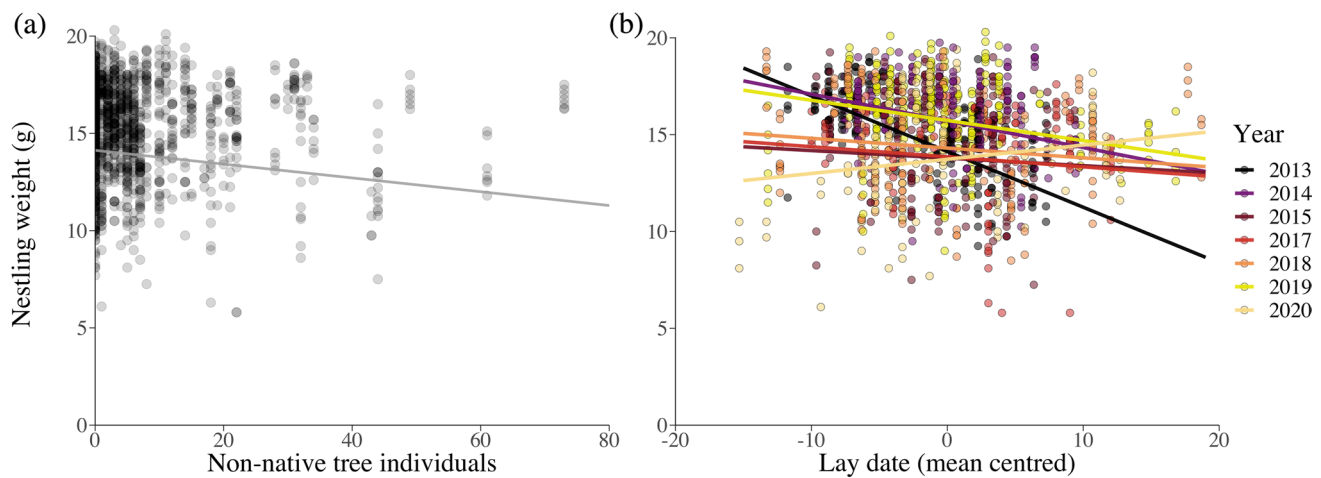 (a)
Nestling weight (g)
20
15
10
5
0
0 20 40 60 80
Non-native tree individuals
(b)
20
15
10
5
0
-20 -10 0 10 20
Lay date (mean centred)
Year
2013
2014
2015
2017
2018
2019
2020